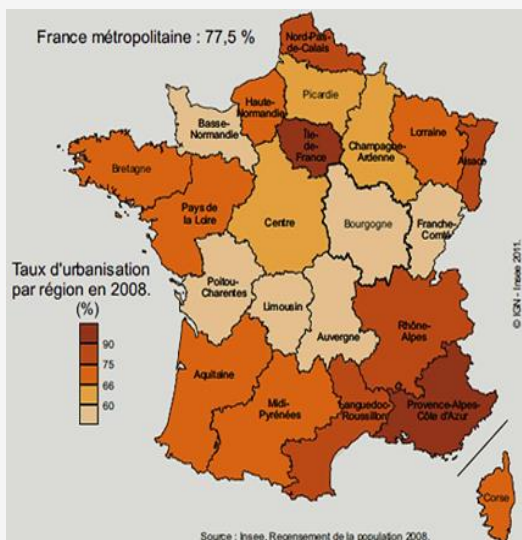 France métropolitaine : 77,5 %
Nord-Pas-
de-Calais
Picardie
Haute-
Normandie
Basse-
Normandie
Île-
de-
France
Champagne-
Ardenne
Lorraine
Alsace
Bretagne
Pays de
la Loire
Centre
Bourgogne
Franche-
Comté
Poitou-
Charentes
Limousin
Auvergne
Rhône-
Alpes
Aquitaine
Midi-
Pyrénées
Languedoc-
Roussillon
Provence-Alpes-
Côte d'Azur
Corse
Taux d'urbanisation
par région en 2008.
(%)
90
75
66
60
© IGN - Insee 2011.
Source : Insee, Recensement de la population 2008.